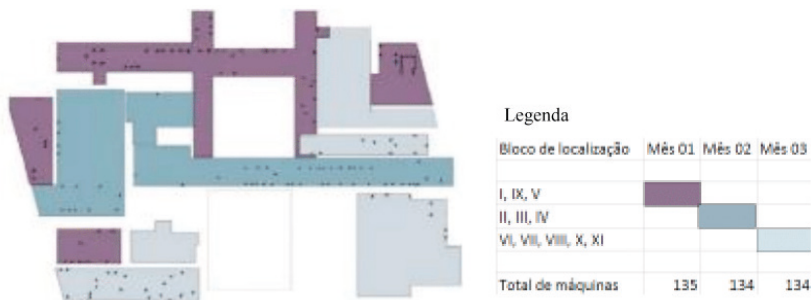 Legenda
Bloco de localização Mês 01 Mês 02 Mês 03
I, IX, V
II, III, IV
VI, VII, VIII, X, XI
Total de máquinas 135 134 134